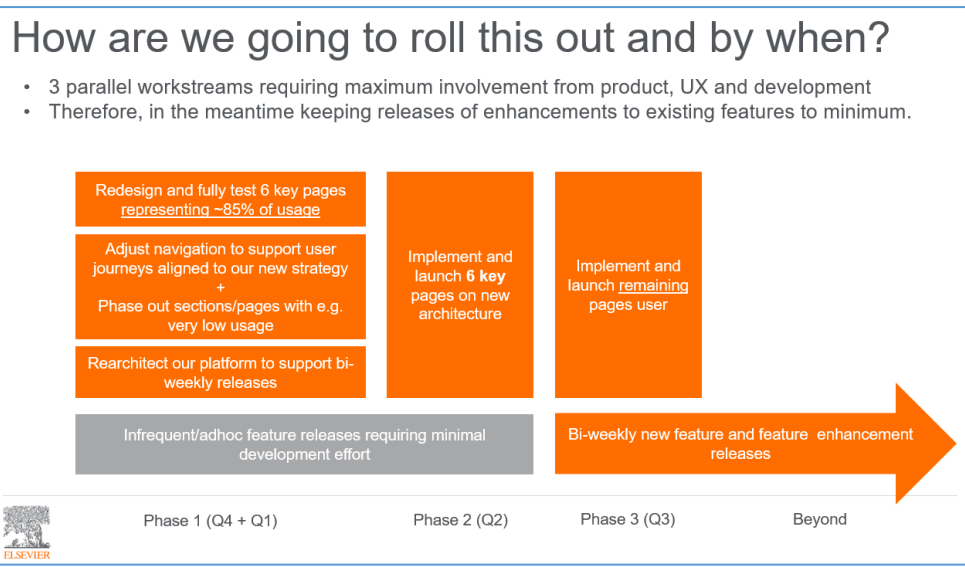 How are we going to roll this out and by when?
• 3 parallel workstreams requiring maximum involvement from product, UX and development
• Therefore, in the meantime keeping releases of enhancements to existing features to minimum.
Redesign and fully test 6 key pages
representing ~85% of usage
Adjust navigation to support user
journeys aligned to our new strategy
+
Phase out sections/pages with e.g.
very low usage
Rearchitect our platform to support bi-
weekly releases
Implement and
launch 6 key
pages on new
architecture
Implement and
launch remaining
pages user
Infrequent/adhoc feature releases requiring minimal
development effort
Bi-weekly new feature and feature enhancement
releases
Phase 1 (Q4 + Q1)
Phase 2 (Q2)
Phase 3 (Q3)
Beyond
ELSEVIER